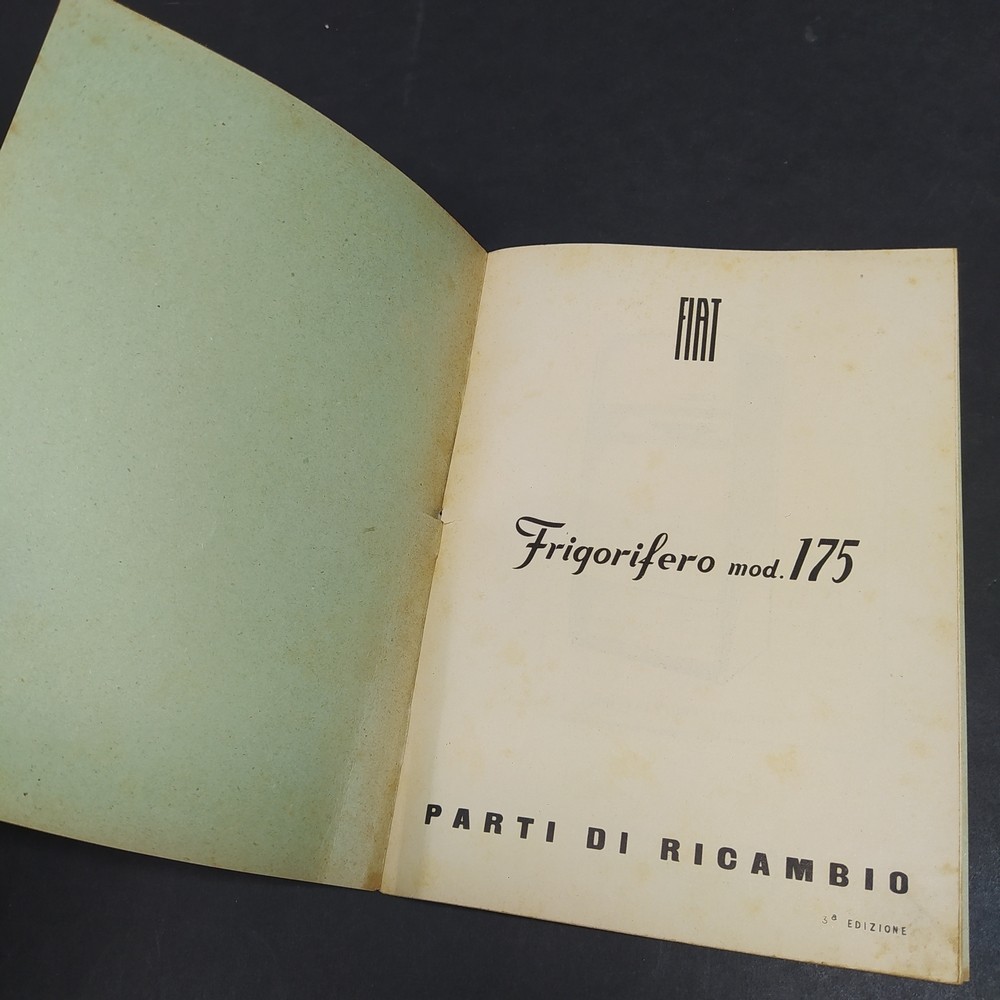 FIAT
Frigorifero mod. 175
PARTI DI RICAMBIO
3ª EDIZIONE